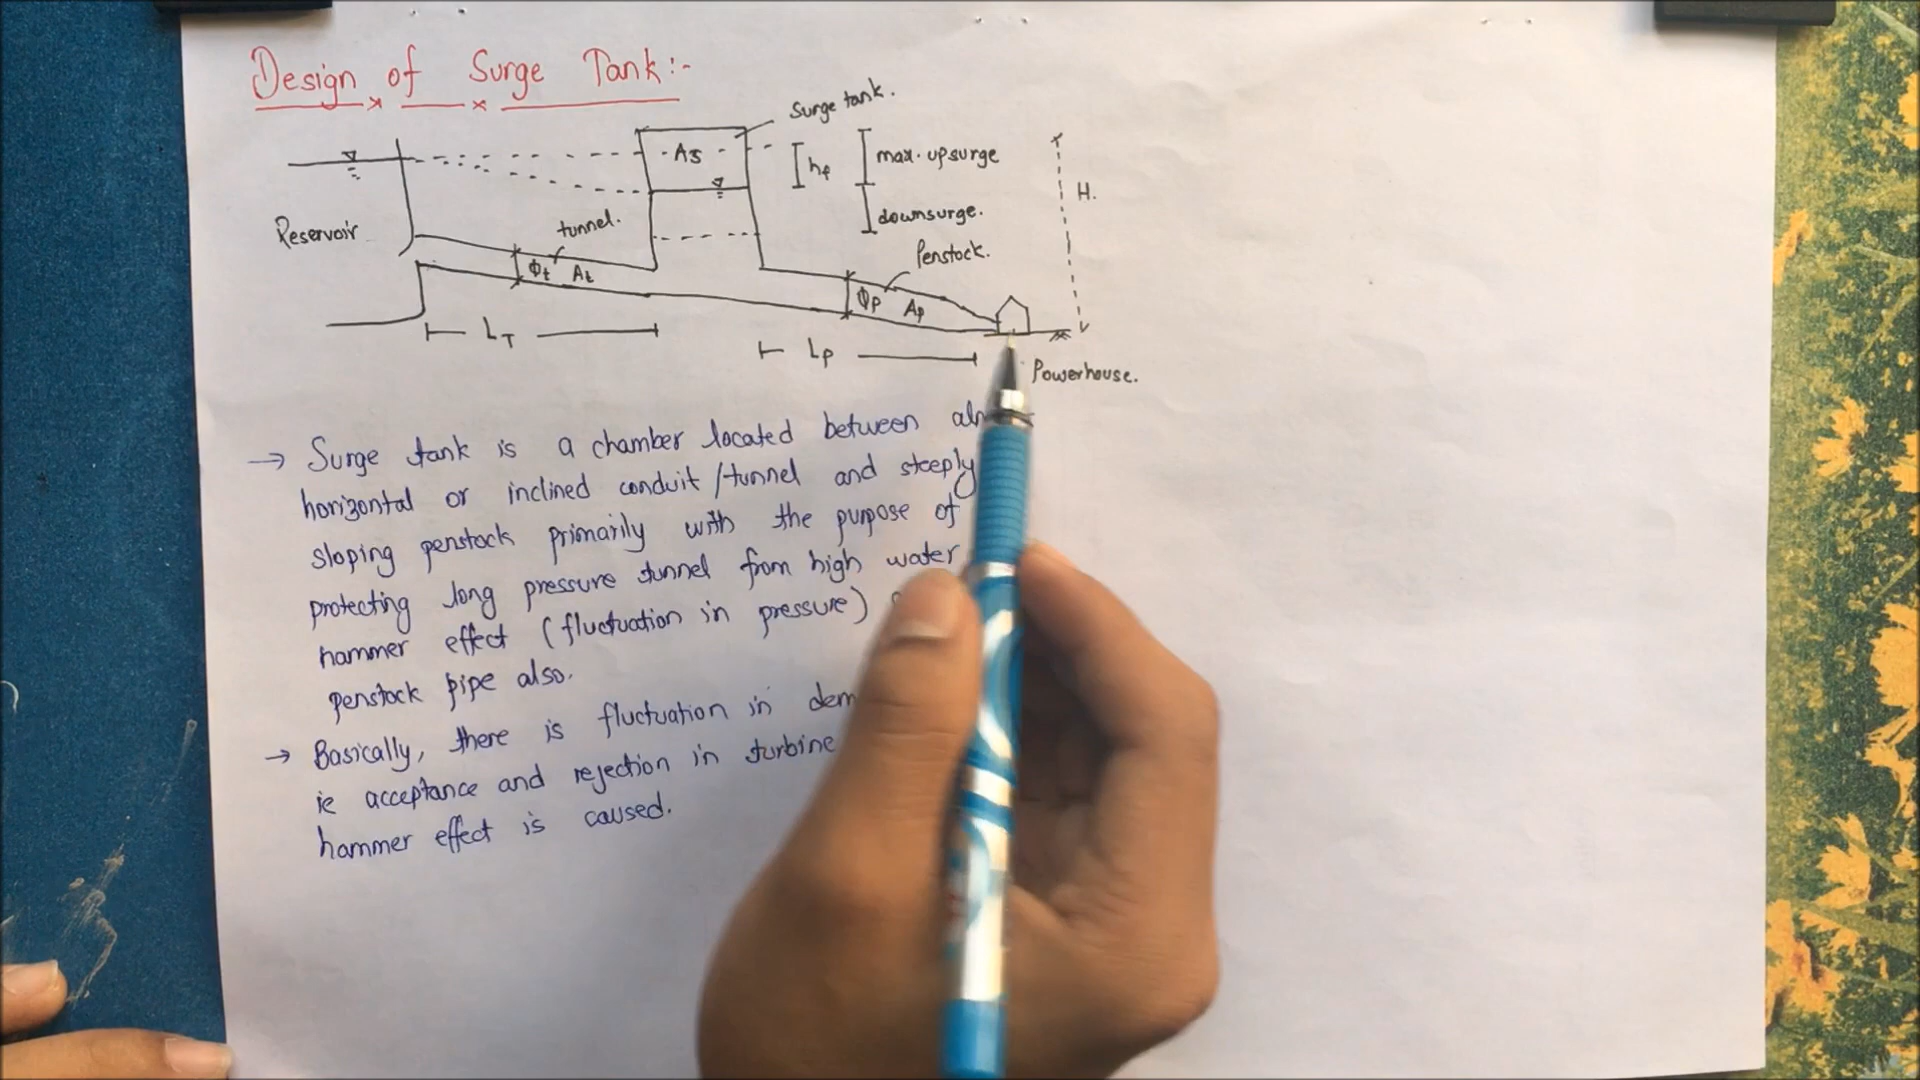 Design of Surge Tank:-
Surge tank.
As
hf
max. upsurge
H.
downsurge.
Reservoir
tunnel.
Penstock.
Φt At
Φp Ap
LT
Lp
Powerhouse.
→ Surge tank is a chamber located between
horizontal or inclined conduit/tunnel and steeply
sloping penstock primarily with the purpose of
protecting long pressure tunnel from high water
hammer effect (fluctuation in pressure)
penstock pipe also.
→ Basically, there is fluctuation in
ie acceptance and rejection in turbine
hammer effect is caused.